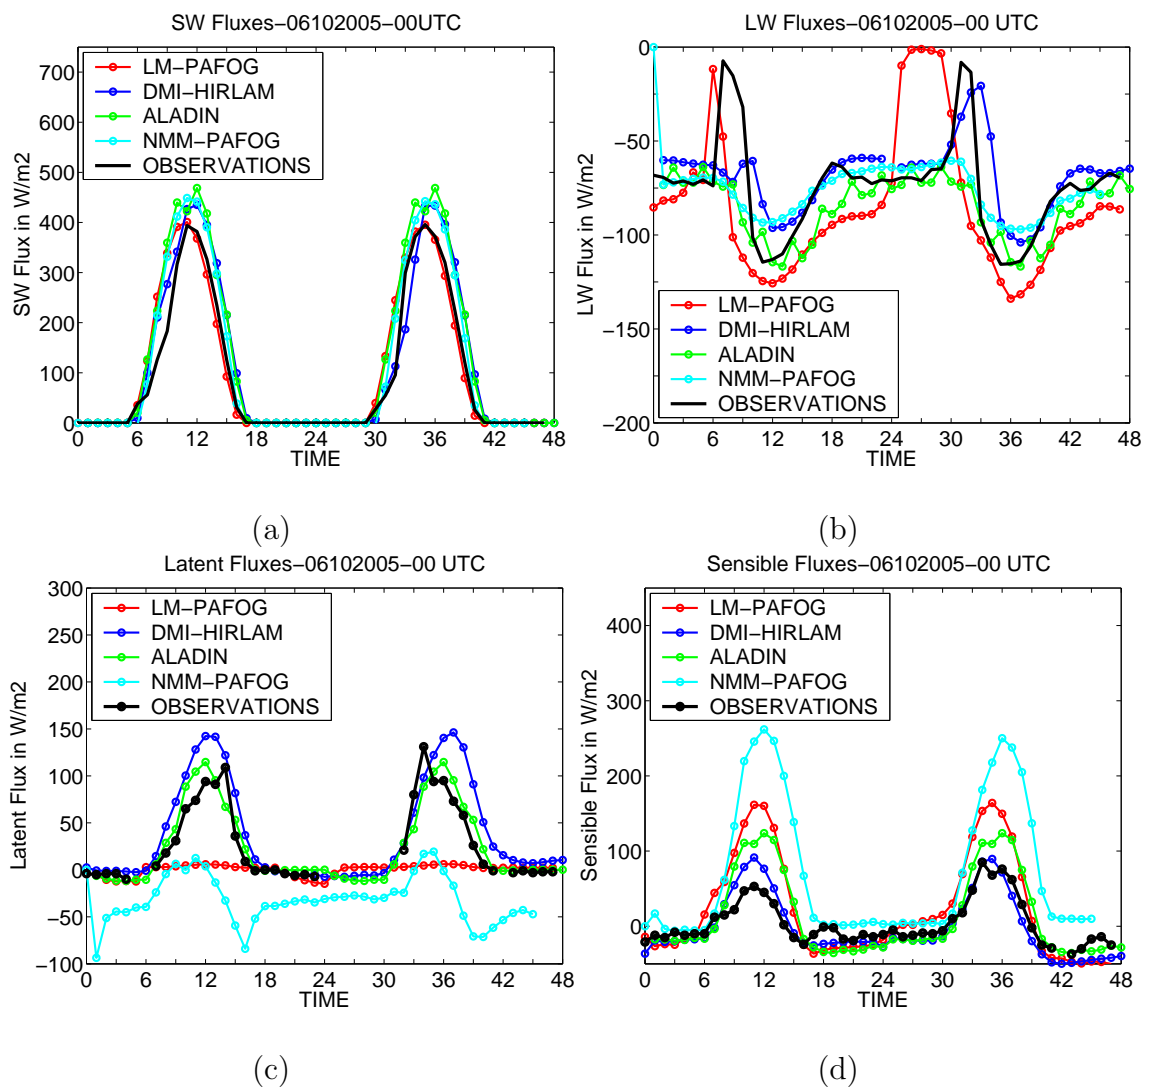 SW Fluxes−06102005−00UTC
SW Flux in W/m2
700
600
500
400
300
200
100
0
LM−PAFOG
DMI−HIRLAM
ALADIN
NMM−PAFOG
OBSERVATIONS
0 6 12 18 24 30 36 42 48
TIME
(a)
LW Fluxes−06102005−00 UTC
LW Flux in W/m2
0
−50
−100
−150
−200
LM−PAFOG
DMI−HIRLAM
ALADIN
NMM−PAFOG
OBSERVATIONS
0 6 12 18 24 30 36 42 48
TIME
(b)
Latent Fluxes−06102005−00 UTC
Latent Flux in W/m2
300
250
200
150
100
50
0
−50
−100
LM−PAFOG
DMI−HIRLAM
ALADIN
NMM−PAFOG
OBSERVATIONS
0 6 12 18 24 30 36 42 48
TIME
(c)
Sensible Fluxes−06102005−00 UTC
Sensible Flux in W/m2
400
300
200
100
0
LM−PAFOG
DMI−HIRLAM
ALADIN
NMM−PAFOG
OBSERVATIONS
0 6 12 18 24 30 36 42 48
TIME
(d)